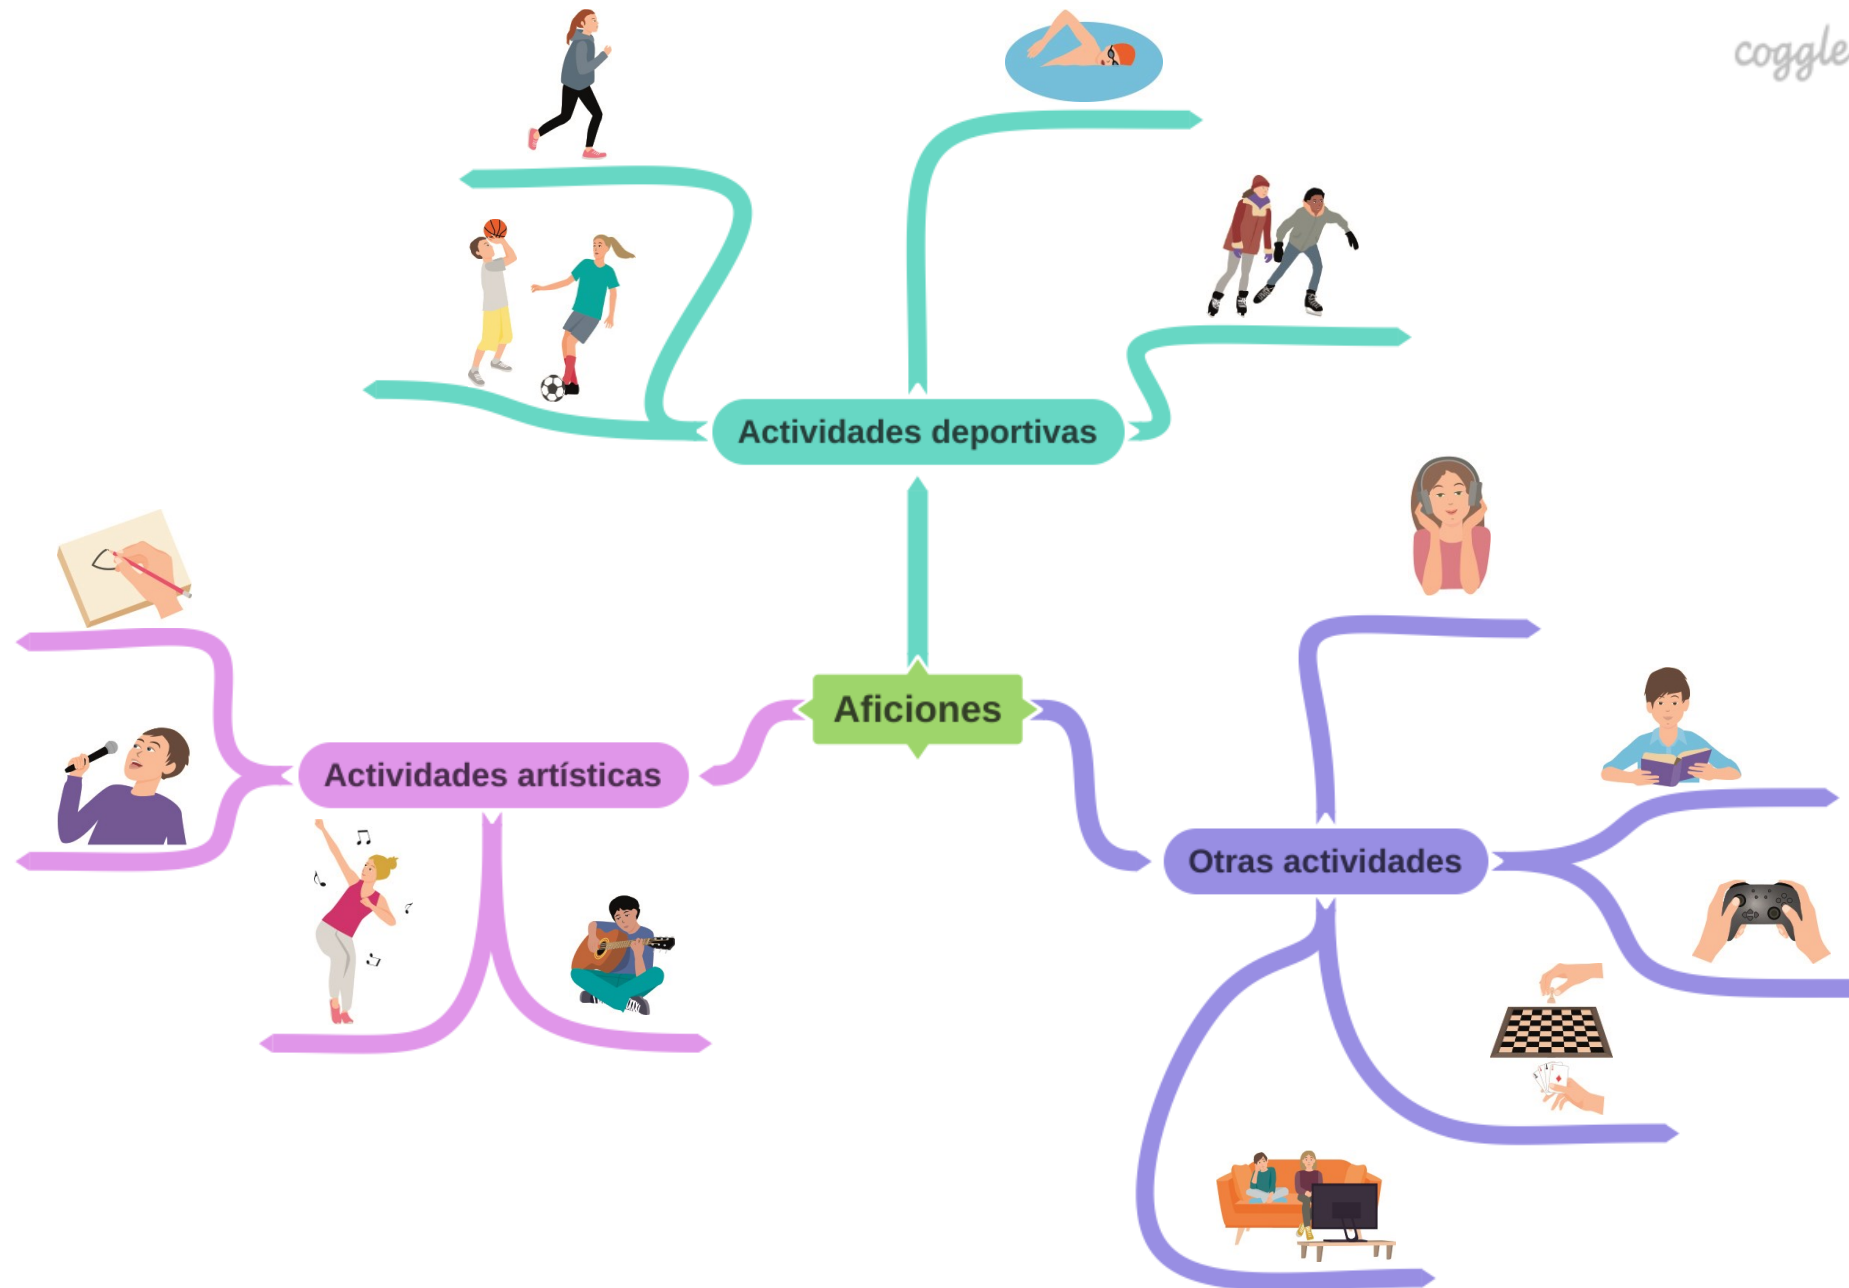 coggle
Actividades deportivas
Aficiones
Actividades artísticas
Otras actividades